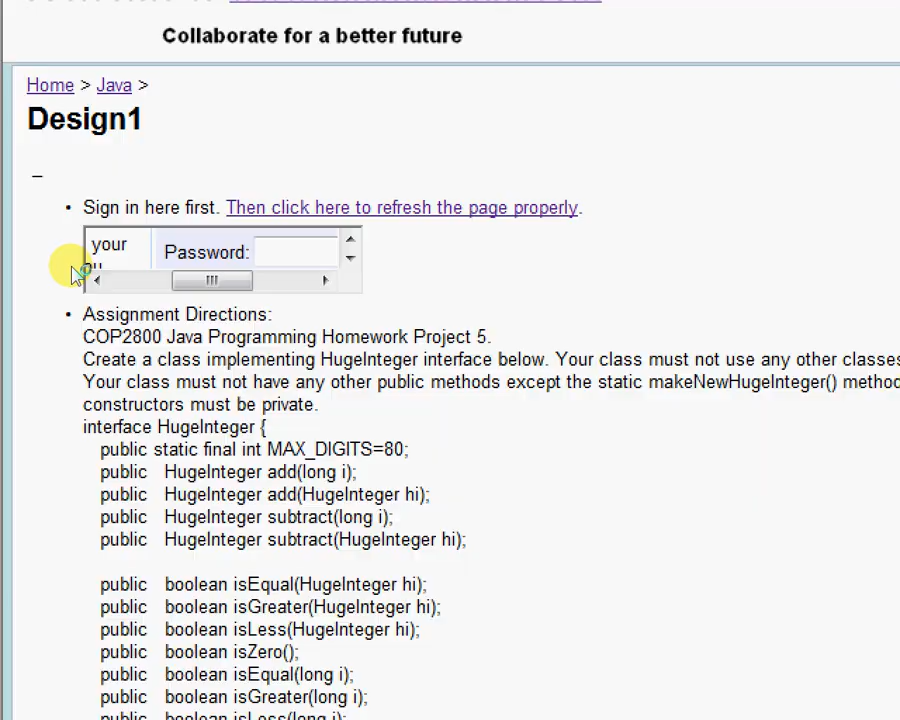 Collaborate for a better future
Home > Java >
Design1
–
• Sign in here first. Then click here to refresh the page properly.
your
Password:
• Assignment Directions:
COP2800 Java Programming Homework Project 5.
Create a class implementing HugeInteger interface below. Your class must not use any other classes
Your class must not have any other public methods except the static makeNewHugeInteger() metho
constructors must be private.
interface HugeInteger {
public static final int MAX_DIGITS=80;
public HugeInteger add(long i);
public HugeInteger add(HugeInteger hi);
public HugeInteger subtract(long i);
public HugeInteger subtract(HugeInteger hi);
public boolean isEqual(HugeInteger hi);
public boolean isGreater(HugeInteger hi);
public boolean isLess(HugeInteger hi);
public boolean isZero();
public boolean isEqual(long i);
public boolean isGreater(long i);
public boolean isLess(long i);